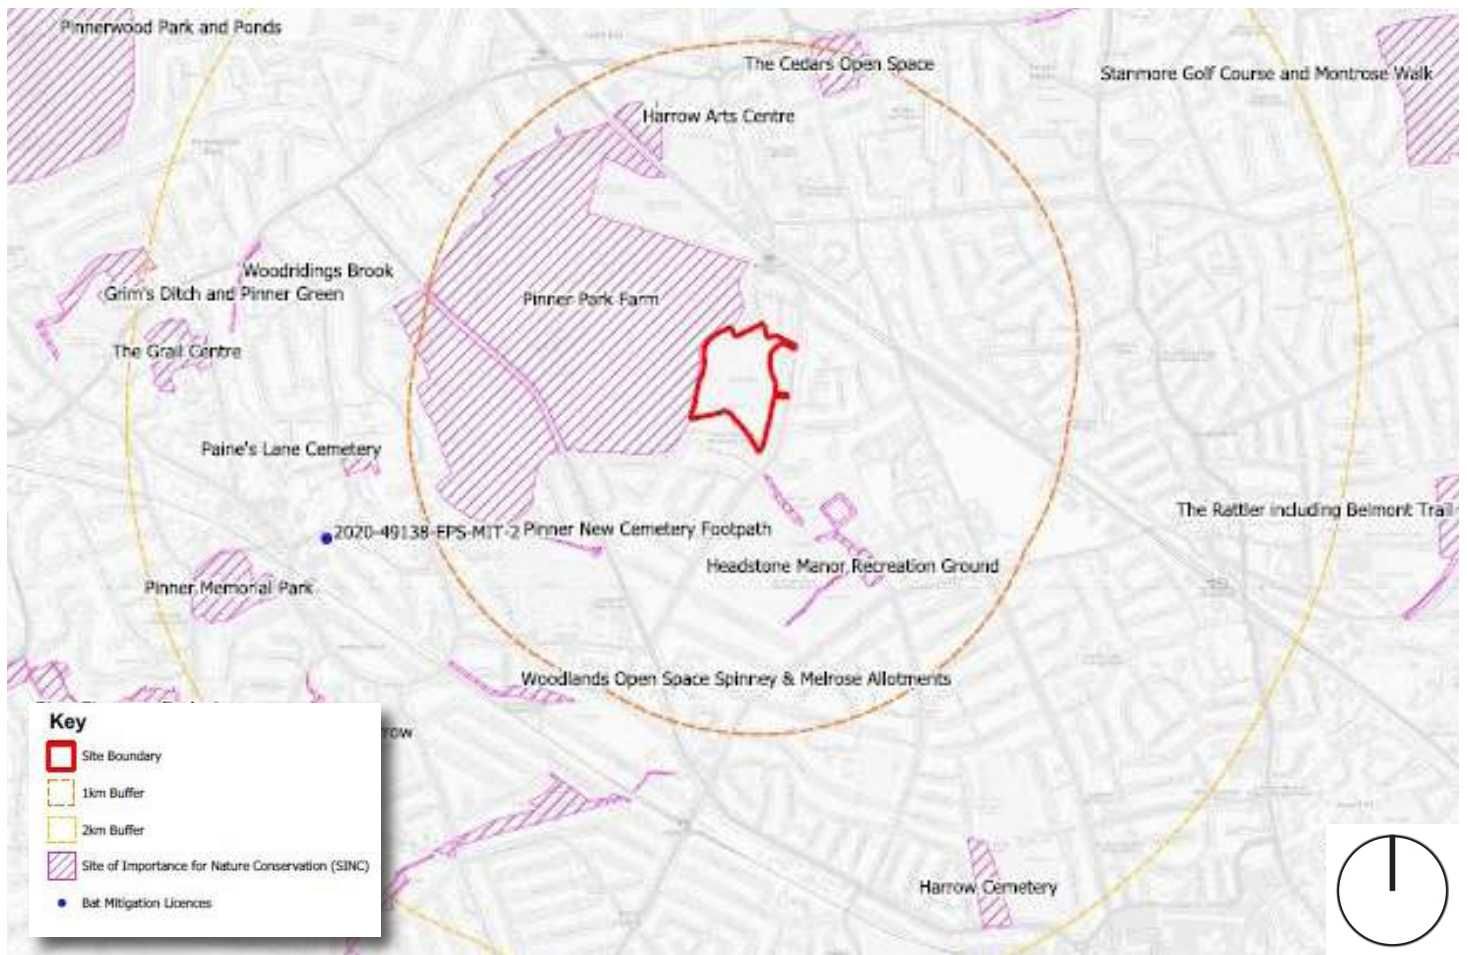 Pinnerwood Park and Ponds
The Cedars Open Space
Stanmore Golf Course and Montrose Walk
Harrow Arts Centre
Woodridings Brook
Grim's Ditch and Pinner Green
Pinner Park Farm
The Grail Centre
Paine's Lane Cemetery
The Rattler including Belmont Trail
2020-49138-EPS-MIT-2
Pinner New Cemetery Footpath
Headstone Manor Recreation Ground
Pinner Memorial Park
Woodlands Open Space Spinney & Melrose Allotments
row
Key
Site Boundary
1km Buffer
2km Buffer
Site of Importance for Nature Conservation (SINC)
Bat Mitigation Licences
Harrow Cemetery